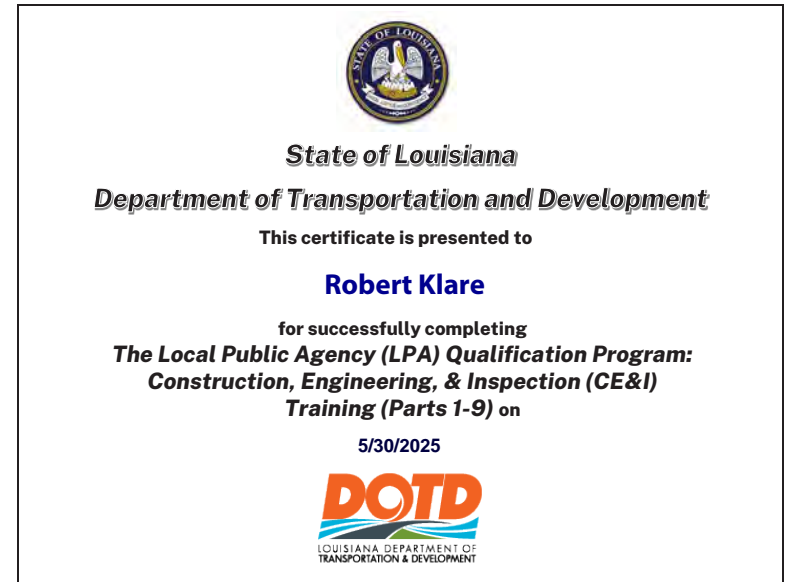 STATE OF LOUISIANA
State of Louisiana
Department of Transportation and Development
This certificate is presented to
Robert Klare
for successfully completing
The Local Public Agency (LPA) Qualification Program:
Construction, Engineering, & Inspection (CE&I)
Training (Parts 1-9) on
5/30/2025
DOTD
LOUISIANA DEPARTMENT OF
TRANSPORTATION & DEVELOPMENT